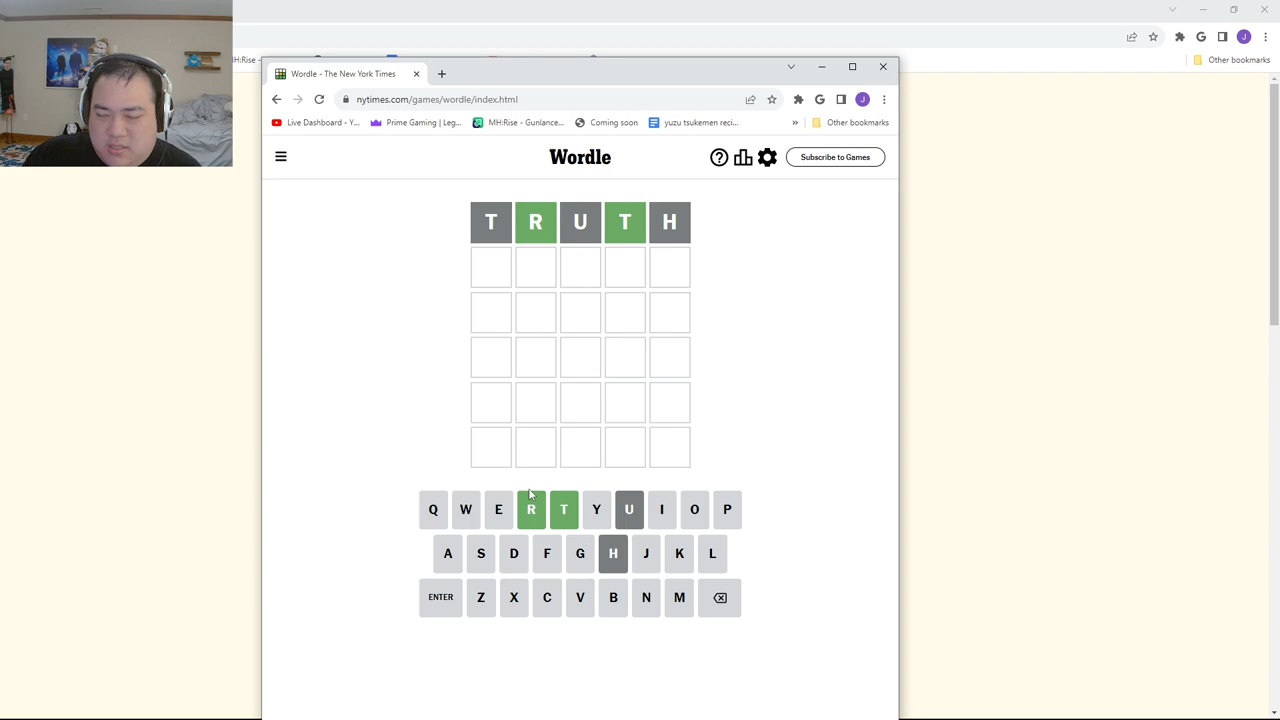 Other bookmarks
H:Rise -
Wordle - The New York Times
nytimes.com/games/wordle/index.html
J
J
Live Dashboard - Y...
Prime Gaming | Leg...
MH:Rise - Gunlance...
Coming soon
yuzu tsukemen reci...
»
Other bookmarks
Wordle
Subscribe to Games
T R U T H
Q W E R T Y U I O P
A S D F G H J K L
ENTER Z X C V B N M